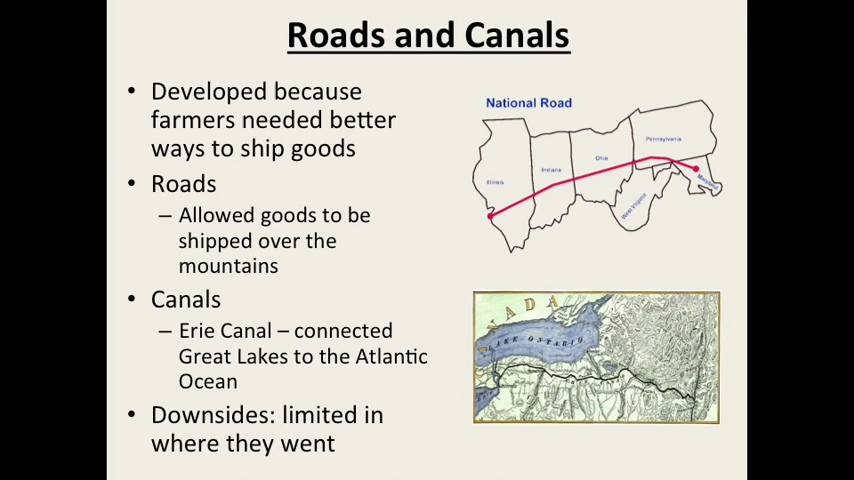 Roads and Canals
• Developed because
farmers needed better
ways to ship goods
• Roads
– Allowed goods to be
shipped over the
mountains
• Canals
– Erie Canal – connected
Great Lakes to the Atlantic
Ocean
• Downsides: limited in
where they went
National Road
Pennsylvania
Ohio
Indiana
Illinois
Maryland
West Virginia
NADA
LAKE ONTARIO